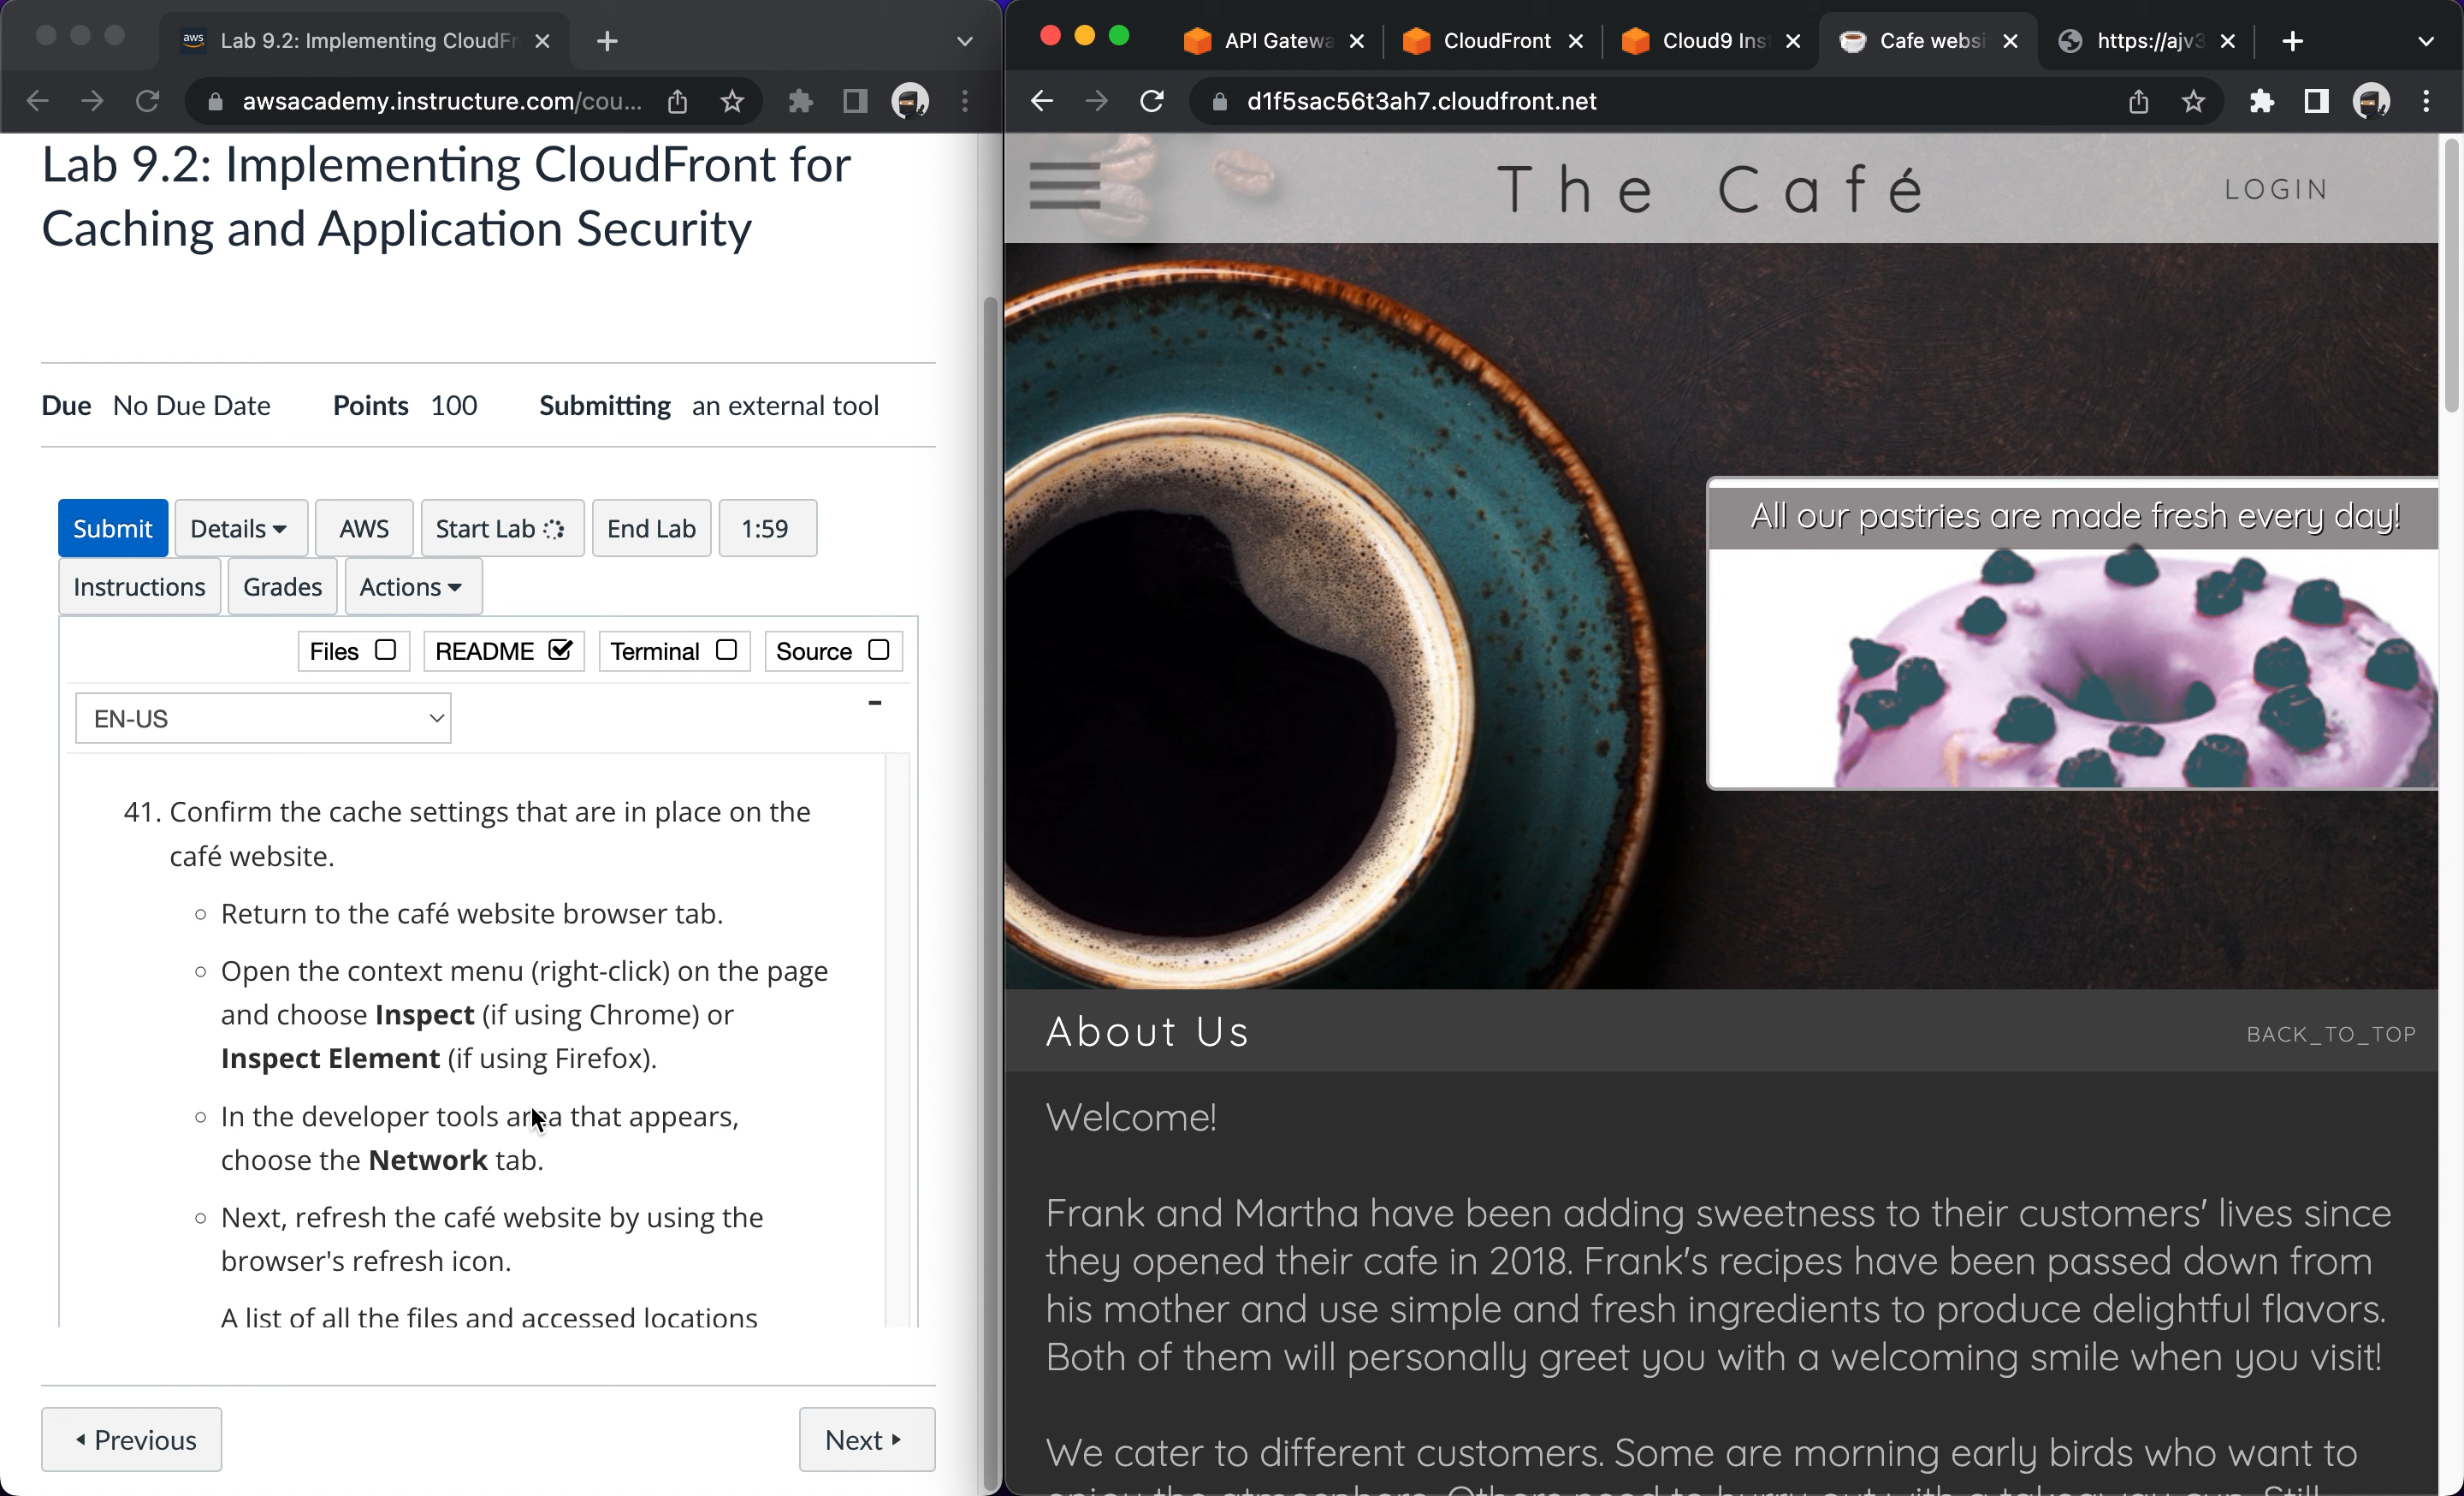 aws Lab 9.2: Implementing CloudFr
awsacademy.instructure.com/cou...
Lab 9.2: Implementing CloudFront for
Caching and Application Security
Due No Due Date Points 100 Submitting an external tool
Submit Details AWS Start Lab End Lab 1:59
Instructions Grades Actions
Files README Terminal Source
EN-US
41. Confirm the cache settings that are in place on the
café website.
Return to the café website browser tab.
Open the context menu (right-click) on the page
and choose Inspect (if using Chrome) or
Inspect Element (if using Firefox).
In the developer tools area that appears,
choose the Network tab.
Next, refresh the café website by using the
browser's refresh icon.
A list of all the files and accessed locations
Previous Next
API Gatewa CloudFront Cloud9 Ins Cafe websi https://ajv3
d1f5sac56t3ah7.cloudfront.net
The Café LOGIN
All our pastries are made fresh every day!
About Us BACK_TO_TOP
Welcome!
Frank and Martha have been adding sweetness to their customers' lives since
they opened their cafe in 2018. Frank's recipes have been passed down from
his mother and use simple and fresh ingredients to produce delightful flavors.
Both of them will personally greet you with a welcoming smile when you visit!
We cater to different customers. Some are morning early birds who want to